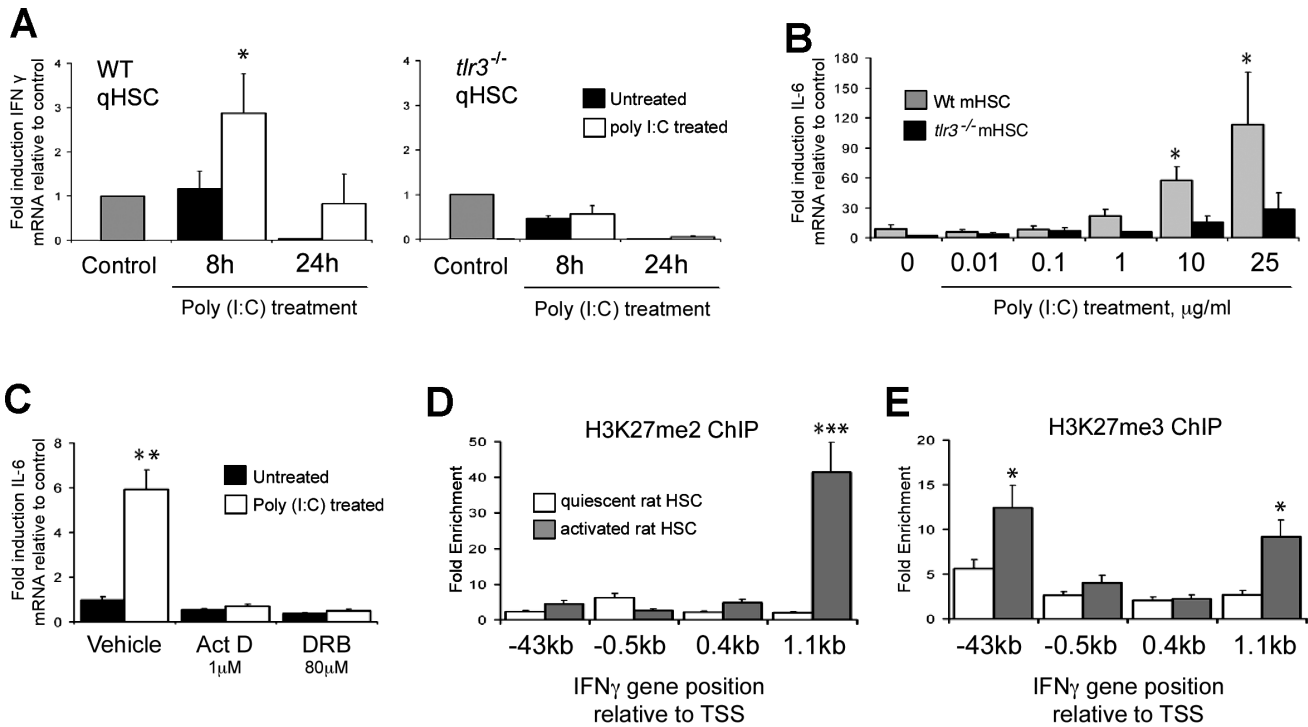 A
Fold induction IFN γ
mRNA relative to control
4
3
2
1
0
WT
qHSC
*
Control
8h
24h
Poly (I:C) treatment
4
3
2
1
0
tlr3-/-
qHSC
Untreated
poly I:C treated
Control
8h
24h
Poly (I:C) treatment
B
Fold induction IL-6
mRNA relative to control
180
150
120
90
60
30
0
Wt mHSC
tlr3-/- mHSC
*
*
0
0.01
0.1
1
10
25
Poly (I:C) treatment, μg/ml
C
Fold induction IL-6
mRNA relative to control
8
6
4
2
0
**
Untreated
Poly (I:C) treated
Vehicle
Act D
1μM
DRB
80μM
D
H3K27me2 ChIP
Fold Enrichment
50
40
30
20
10
0
quiescent rat HSC
activated rat HSC
***
-43kb
-0.5kb
0.4kb
1.1kb
IFNγ gene position
relative to TSS
E
H3K27me3 ChIP
Fold Enrichment
20
15
10
5
0
*
*
-43kb
-0.5kb
0.4kb
1.1kb
IFNγ gene position
relative to TSS